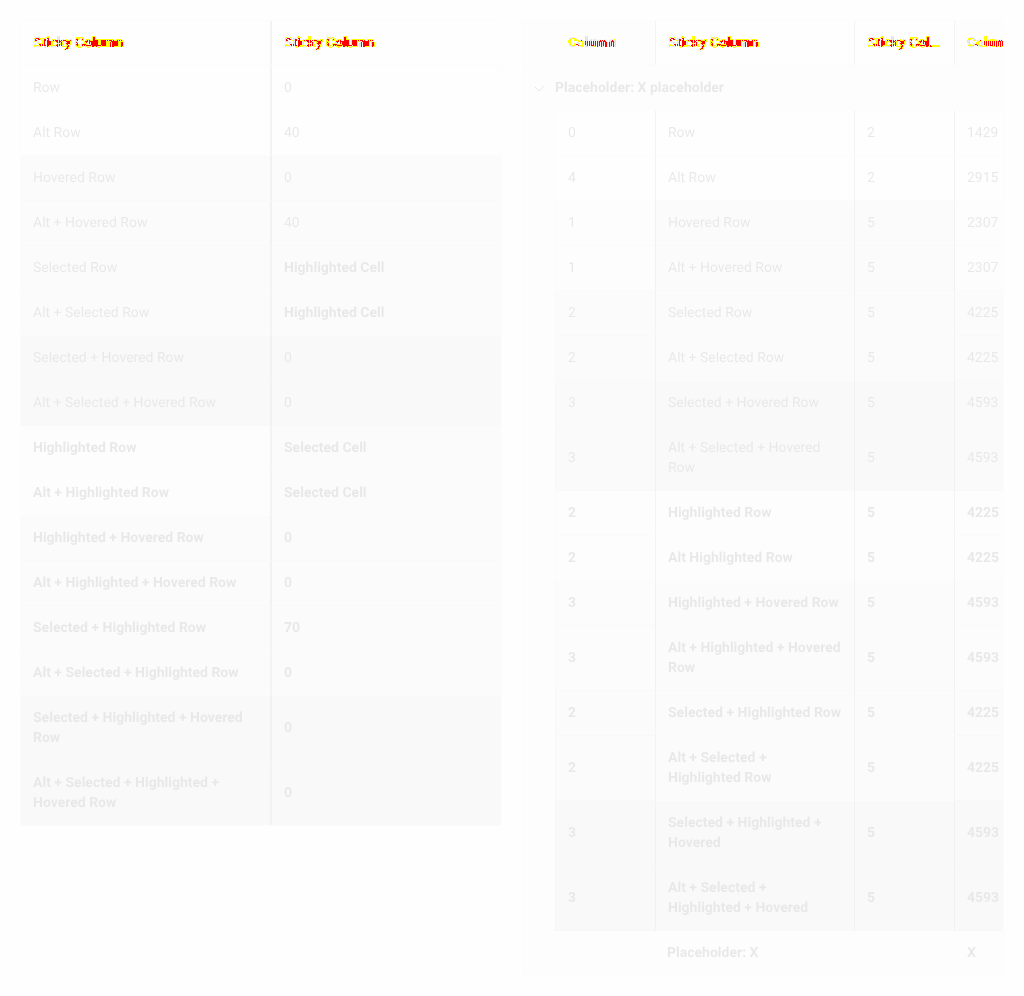 Sticky Column Sticky Column
Row 0
Alt Row 40
Hovered Row 0
Alt + Hovered Row 40
Selected Row Highlighted Cell
Alt + Selected Row Highlighted Cell
Selected + Hovered Row 0
Alt + Selected + Hovered Row 0
Highlighted Row Selected Cell
Alt + Highlighted Row Selected Cell
Highlighted + Hovered Row 0
Alt + Highlighted + Hovered Row 0
Selected + Highlighted Row 70
Alt + Selected + Highlighted Row 0
Selected + Highlighted + Hovered
Row 0
Alt + Selected + Highlighted +
Hovered Row 0
Column Sticky Column Sticky Col... Colum
Placeholder: X placeholder
0 Row 2 1429
4 Alt Row 2 2915
1 Hovered Row 5 2307
1 Alt + Hovered Row 5 2307
2 Selected Row 5 4225
2 Alt + Selected Row 5 4225
3 Selected + Hovered Row 5 4593
3 Alt + Selected + Hovered
Row 5 4593
2 Highlighted Row 5 4225
2 Alt Highlighted Row 5 4225
3 Highlighted + Hovered Row 5 4593
3 Alt + Highlighted + Hovered
Row 5 4593
2 Selected + Highlighted Row 5 4225
2 Alt + Selected +
Highlighted Row 5 4225
3 Selected + Highlighted +
Hovered 5 4593
3 Alt + Selected +
Highlighted + Hovered 5 4593
Placeholder: X X